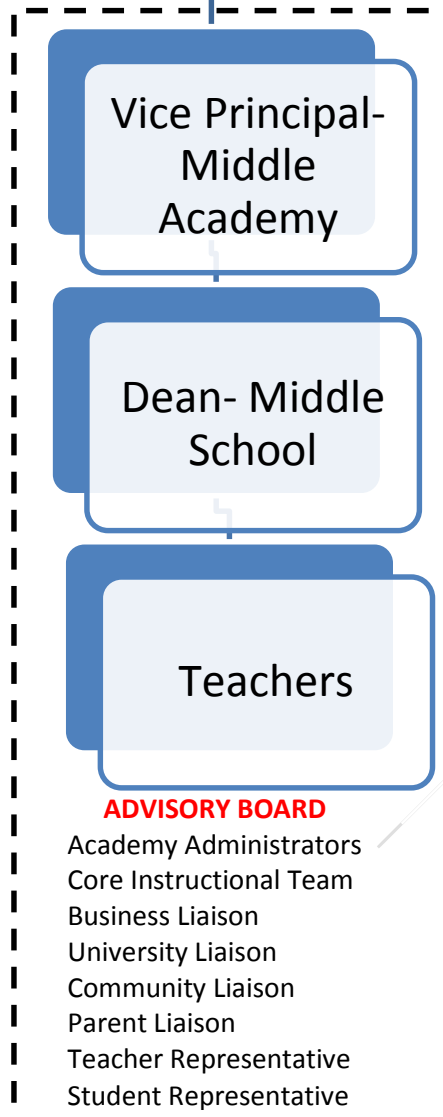 Vice Principal-
Middle
Academy
Dean- Middle
School
Teachers
ADVISORY BOARD
Academy Administrators
Core Instructional Team
Business Liaison
University Liaison
Community Liaison
Parent Liaison
Teacher Representative
Student Representative